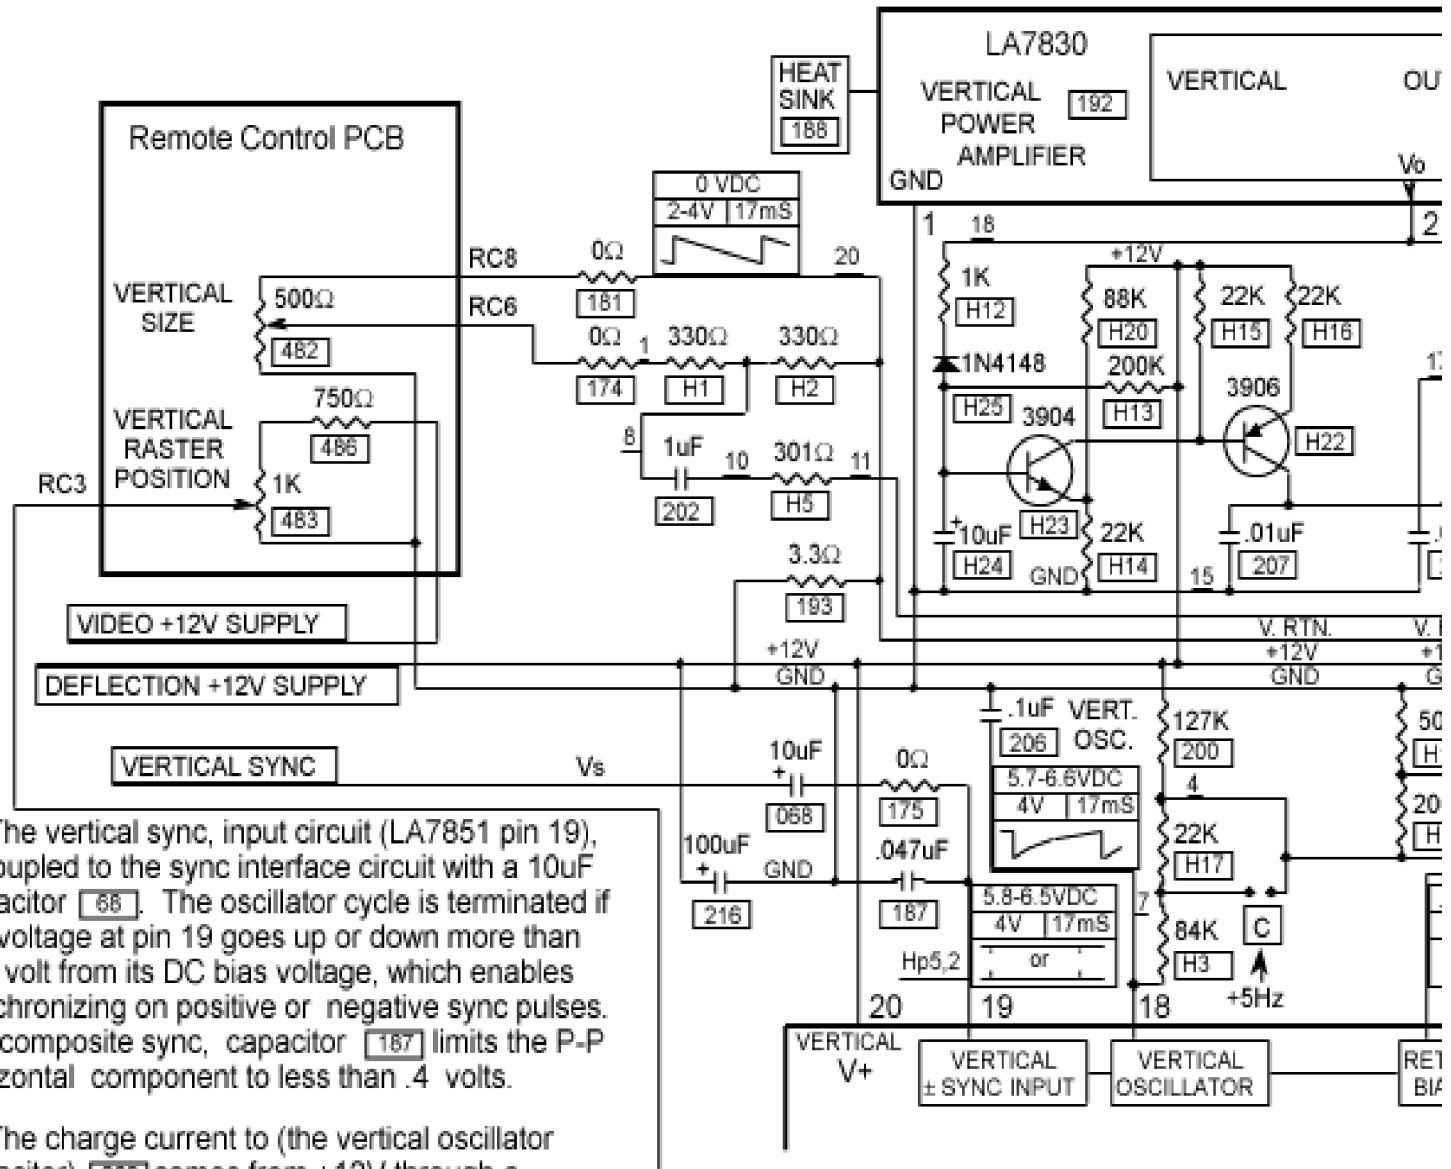 LA7830
VERTICAL
POWER
AMPLIFIER
192
VERTICAL
Vo
GND
HEAT
SINK
188
1
2
18
Remote Control PCB
0 VDC
2-4V 17mS
RC8
0Ω
181
20
VERTICAL
SIZE
500Ω
482
RC6
0Ω
174
1
330Ω
H1
330Ω
H2
VERTICAL
RASTER
POSITION
750Ω
486
RC3
1K
483
8
1uF
202
10
301Ω
H5
11
3.3Ω
193
1K
H12
+12V
88K
H20
22K
H15
22K
H16
1N4148
H25
200K
H13
3904
H23
3906
H22
+
10uF
H24
GND
22K
H14
.01uF
207
15
VIDEO +12V SUPPLY
V. RTN.
+12V
GND
+12V
GND
DEFLECTION +12V SUPPLY
VERTICAL SYNC
Vs
10uF
+
068
0Ω
175
.1uF
206
VERT.
OSC.
5.7-6.6VDC
4V 17mS
127K
200
4
22K
H17
100uF
+
216
GND
.047uF
187
5.8-6.5VDC
4V 17mS
or
Hp5,2
7
84K
H3
C
+5Hz
20
19
18
VERTICAL
V+
VERTICAL
± SYNC INPUT
VERTICAL
OSCILLATOR
The vertical sync, input circuit (LA7851 pin 19),
oupled to the sync interface circuit with a 10uF
acitor 68 . The oscillator cycle is terminated if
voltage at pin 19 goes up or down more than
volt from its DC bias voltage, which enables
chronizing on positive or negative sync pulses.
composite sync, capacitor 187 limits the P-P
zontal component to less than .4 volts.
The charge current to (the vertical oscillator
comes from +12V through a